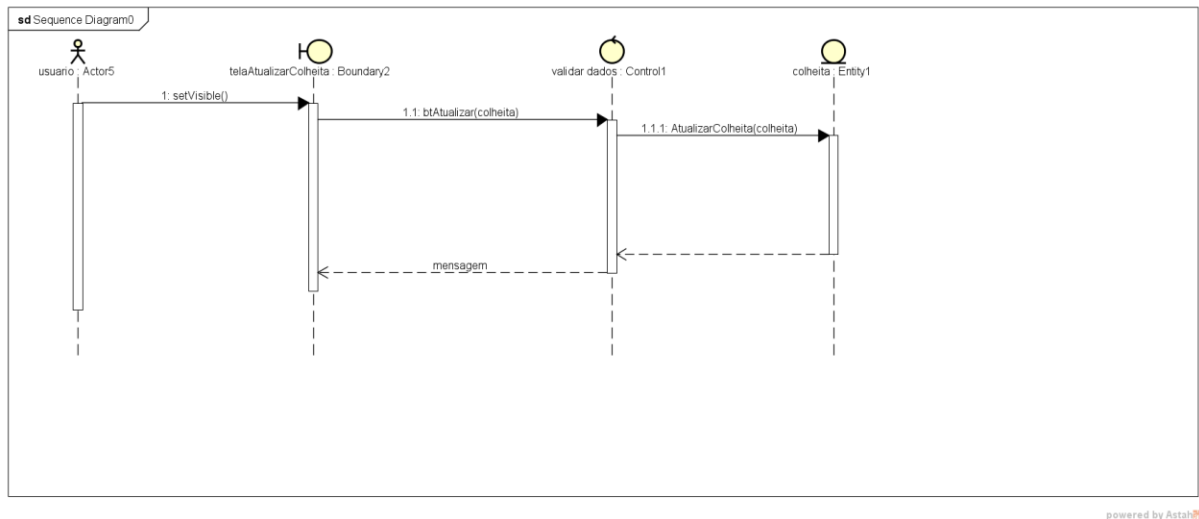 sd Sequence Diagram0
usuario : Actor5
telaAtualizarColheita : Boundary2
validar dados : Control1
colheita : Entity1
1: setVisible()
1.1: btAtualizar(colheita)
1.1.1: AtualizarColheita(colheita)
mensagem
powered by Astah